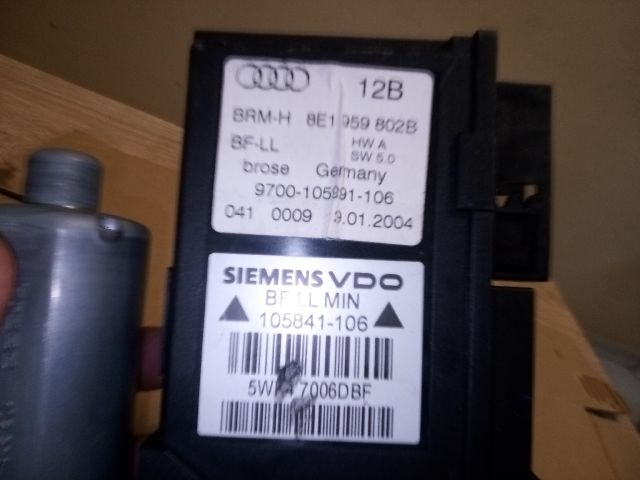 12B
BRM-H 8E1 959 802B
BF-LL HW A
SW 5.0
brose Germany
9700-105891-106
041 0009 9.01.2004
SIEMENS VDO
BF LL MIN
105841-106
7006DBF